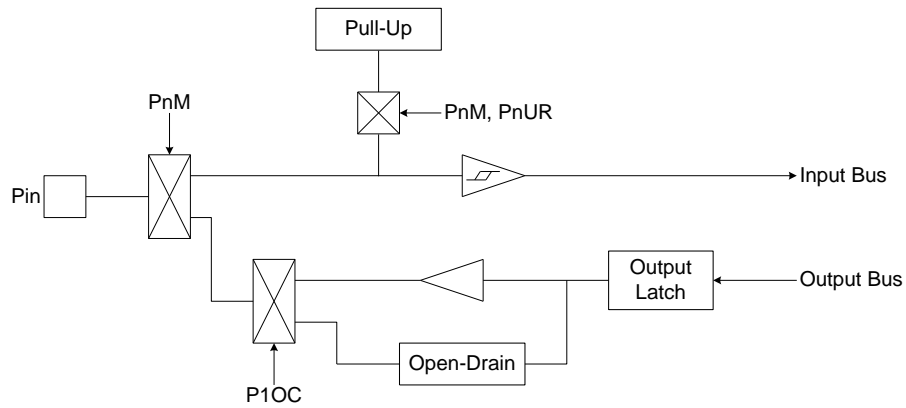 Pull-Up
PnM
PnM, PnUR
Pin
Input Bus
Output
Latch
Output Bus
Open-Drain
P1OC